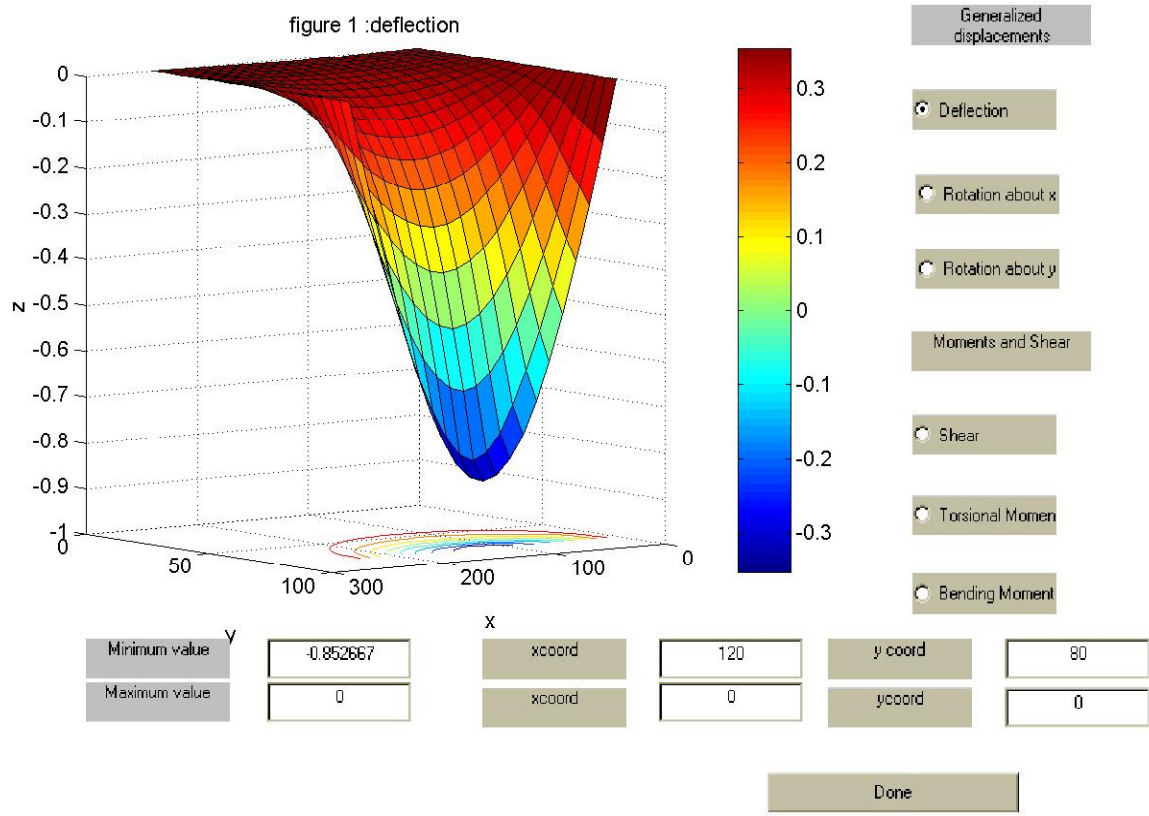 figure 1 :deflection
Generalized
displacements
0
-0.1
-0.2
-0.3
-0.4
-0.5
-0.6
-0.7
-0.8
-0.9
-1
z
0
50
100
y
300
200
100
0
x
0.3
0.2
0.1
0
-0.1
-0.2
-0.3
Deflection
Rotation about x
Rotation about y
Moments and Shear
Shear
Torsional Momen
Bending Moment
Minimum value -0.852667 xcoord 120 y coord 80
Maximum value 0 xcoord 0 ycoord 0
Done